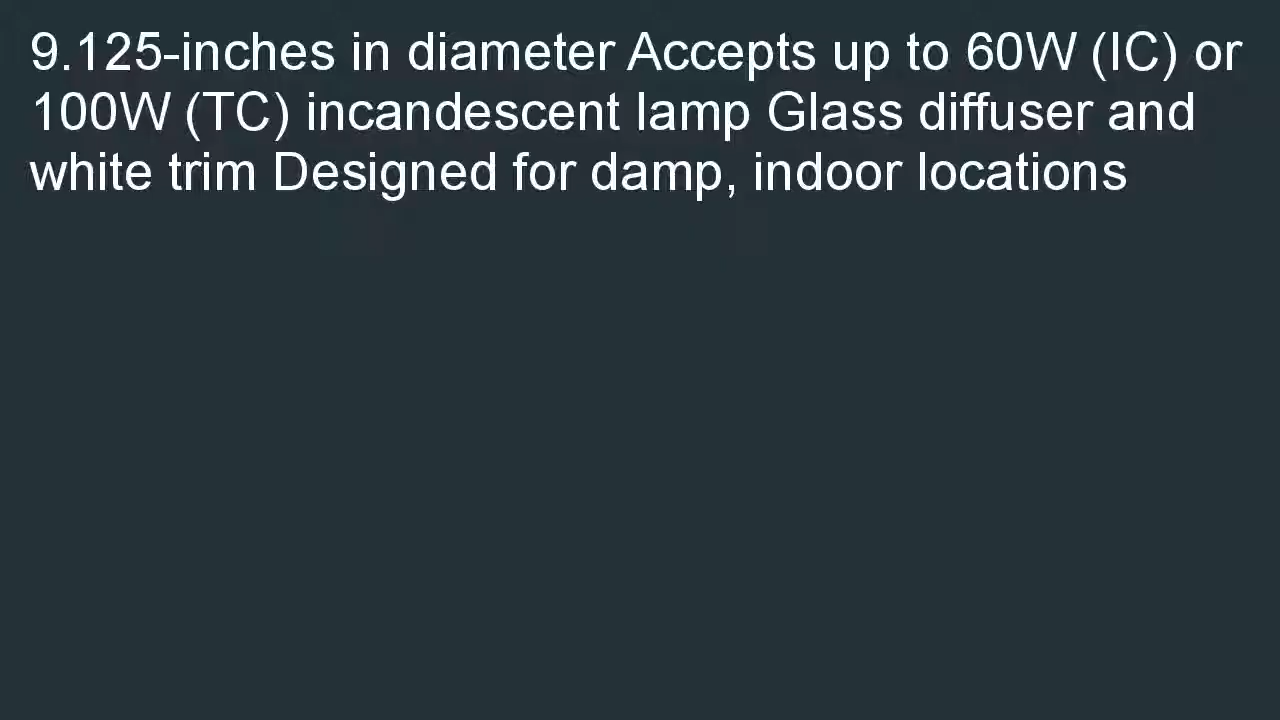 9.125-inches in diameter Accepts up to 60W (IC) or
100W (TC) incandescent lamp Glass diffuser and
white trim Designed for damp, indoor locations